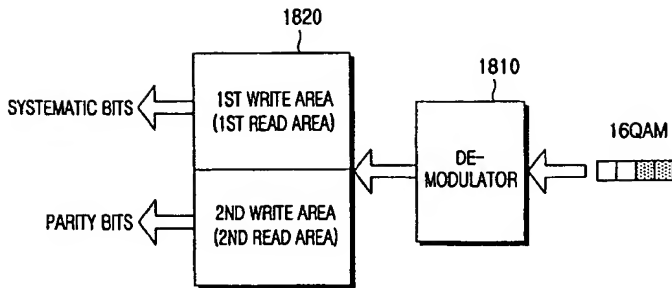 1820
1810
SYSTEMATIC BITS
1ST WRITE AREA
(1ST READ AREA)
16QAM
DE-
MODULATOR
PARITY BITS
2ND WRITE AREA
(2ND READ AREA)